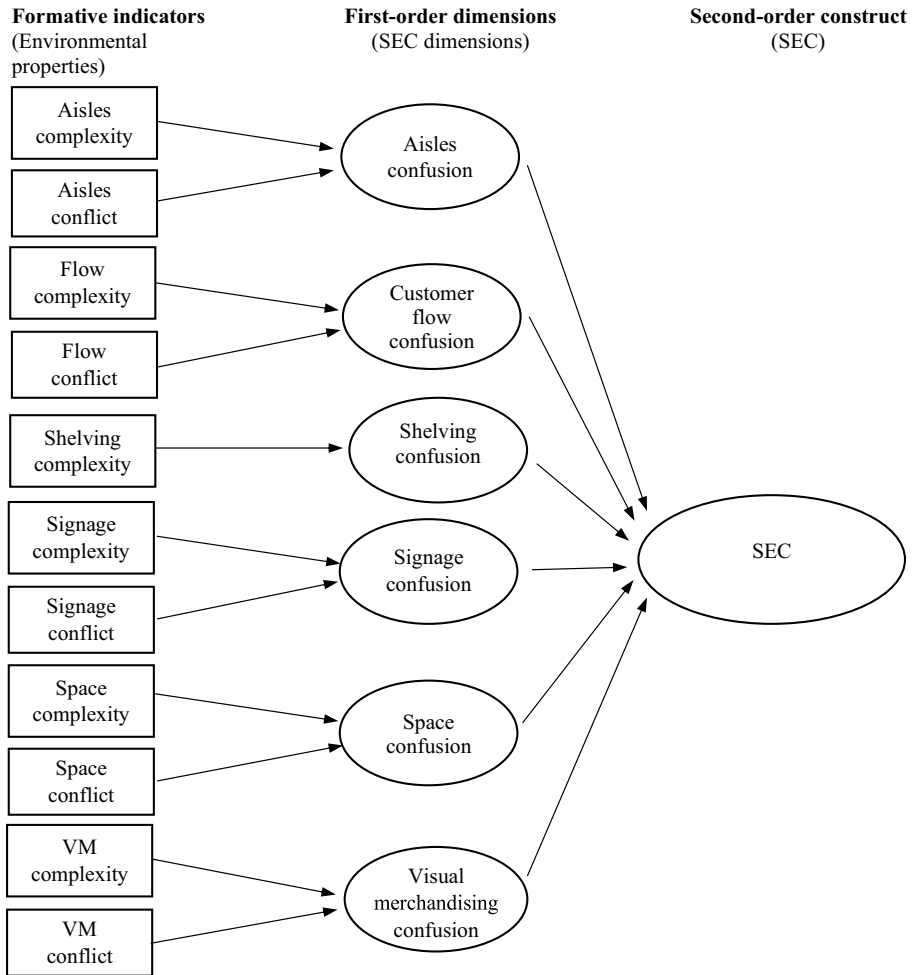 Formative indicators
(Environmental
properties)
First-order dimensions
(SEC dimensions)
Second-order construct
(SEC)
Aisles
complexity
Aisles
conflict
Flow
complexity
Flow
conflict
Shelving
complexity
Signage
complexity
Signage
conflict
Space
complexity
Space
conflict
VM
complexity
VM
conflict
Aisles
confusion
Customer
flow
confusion
Shelving
confusion
Signage
confusion
Space
confusion
Visual
merchandising
confusion
SEC